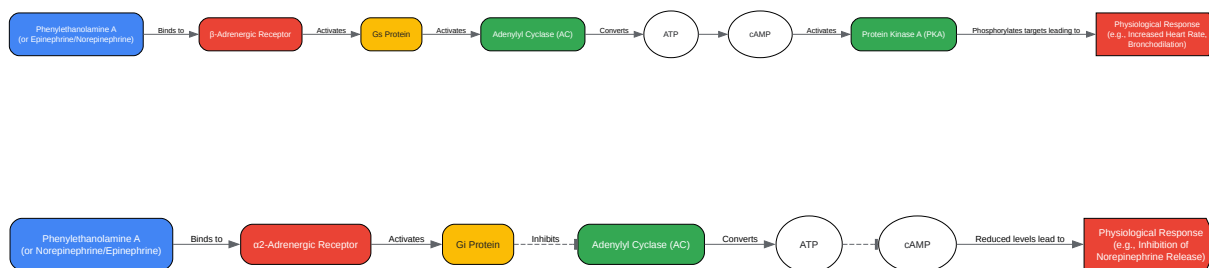 Phenylethanolamine A
(or Epinephrine/Norepinephrine)
Binds to
β-Adrenergic Receptor
Activates
Gs Protein
Activates
Adenylyl Cyclase (AC)
Converts
ATP
cAMP
Activates
Protein Kinase A (PKA)
Phosphorylates targets leading to
Physiological Response
(e.g., Increased Heart Rate,
Bronchodilation)
Phenylethanolamine A
(or Norepinephrine/Epinephrine)
Binds to
α2-Adrenergic Receptor
Activates
Gi Protein
Inhibits
Adenylyl Cyclase (AC)
Converts
ATP
cAMP
Reduced levels lead to
Physiological Response
(e.g., Inhibition of
Norepinephrine Release)